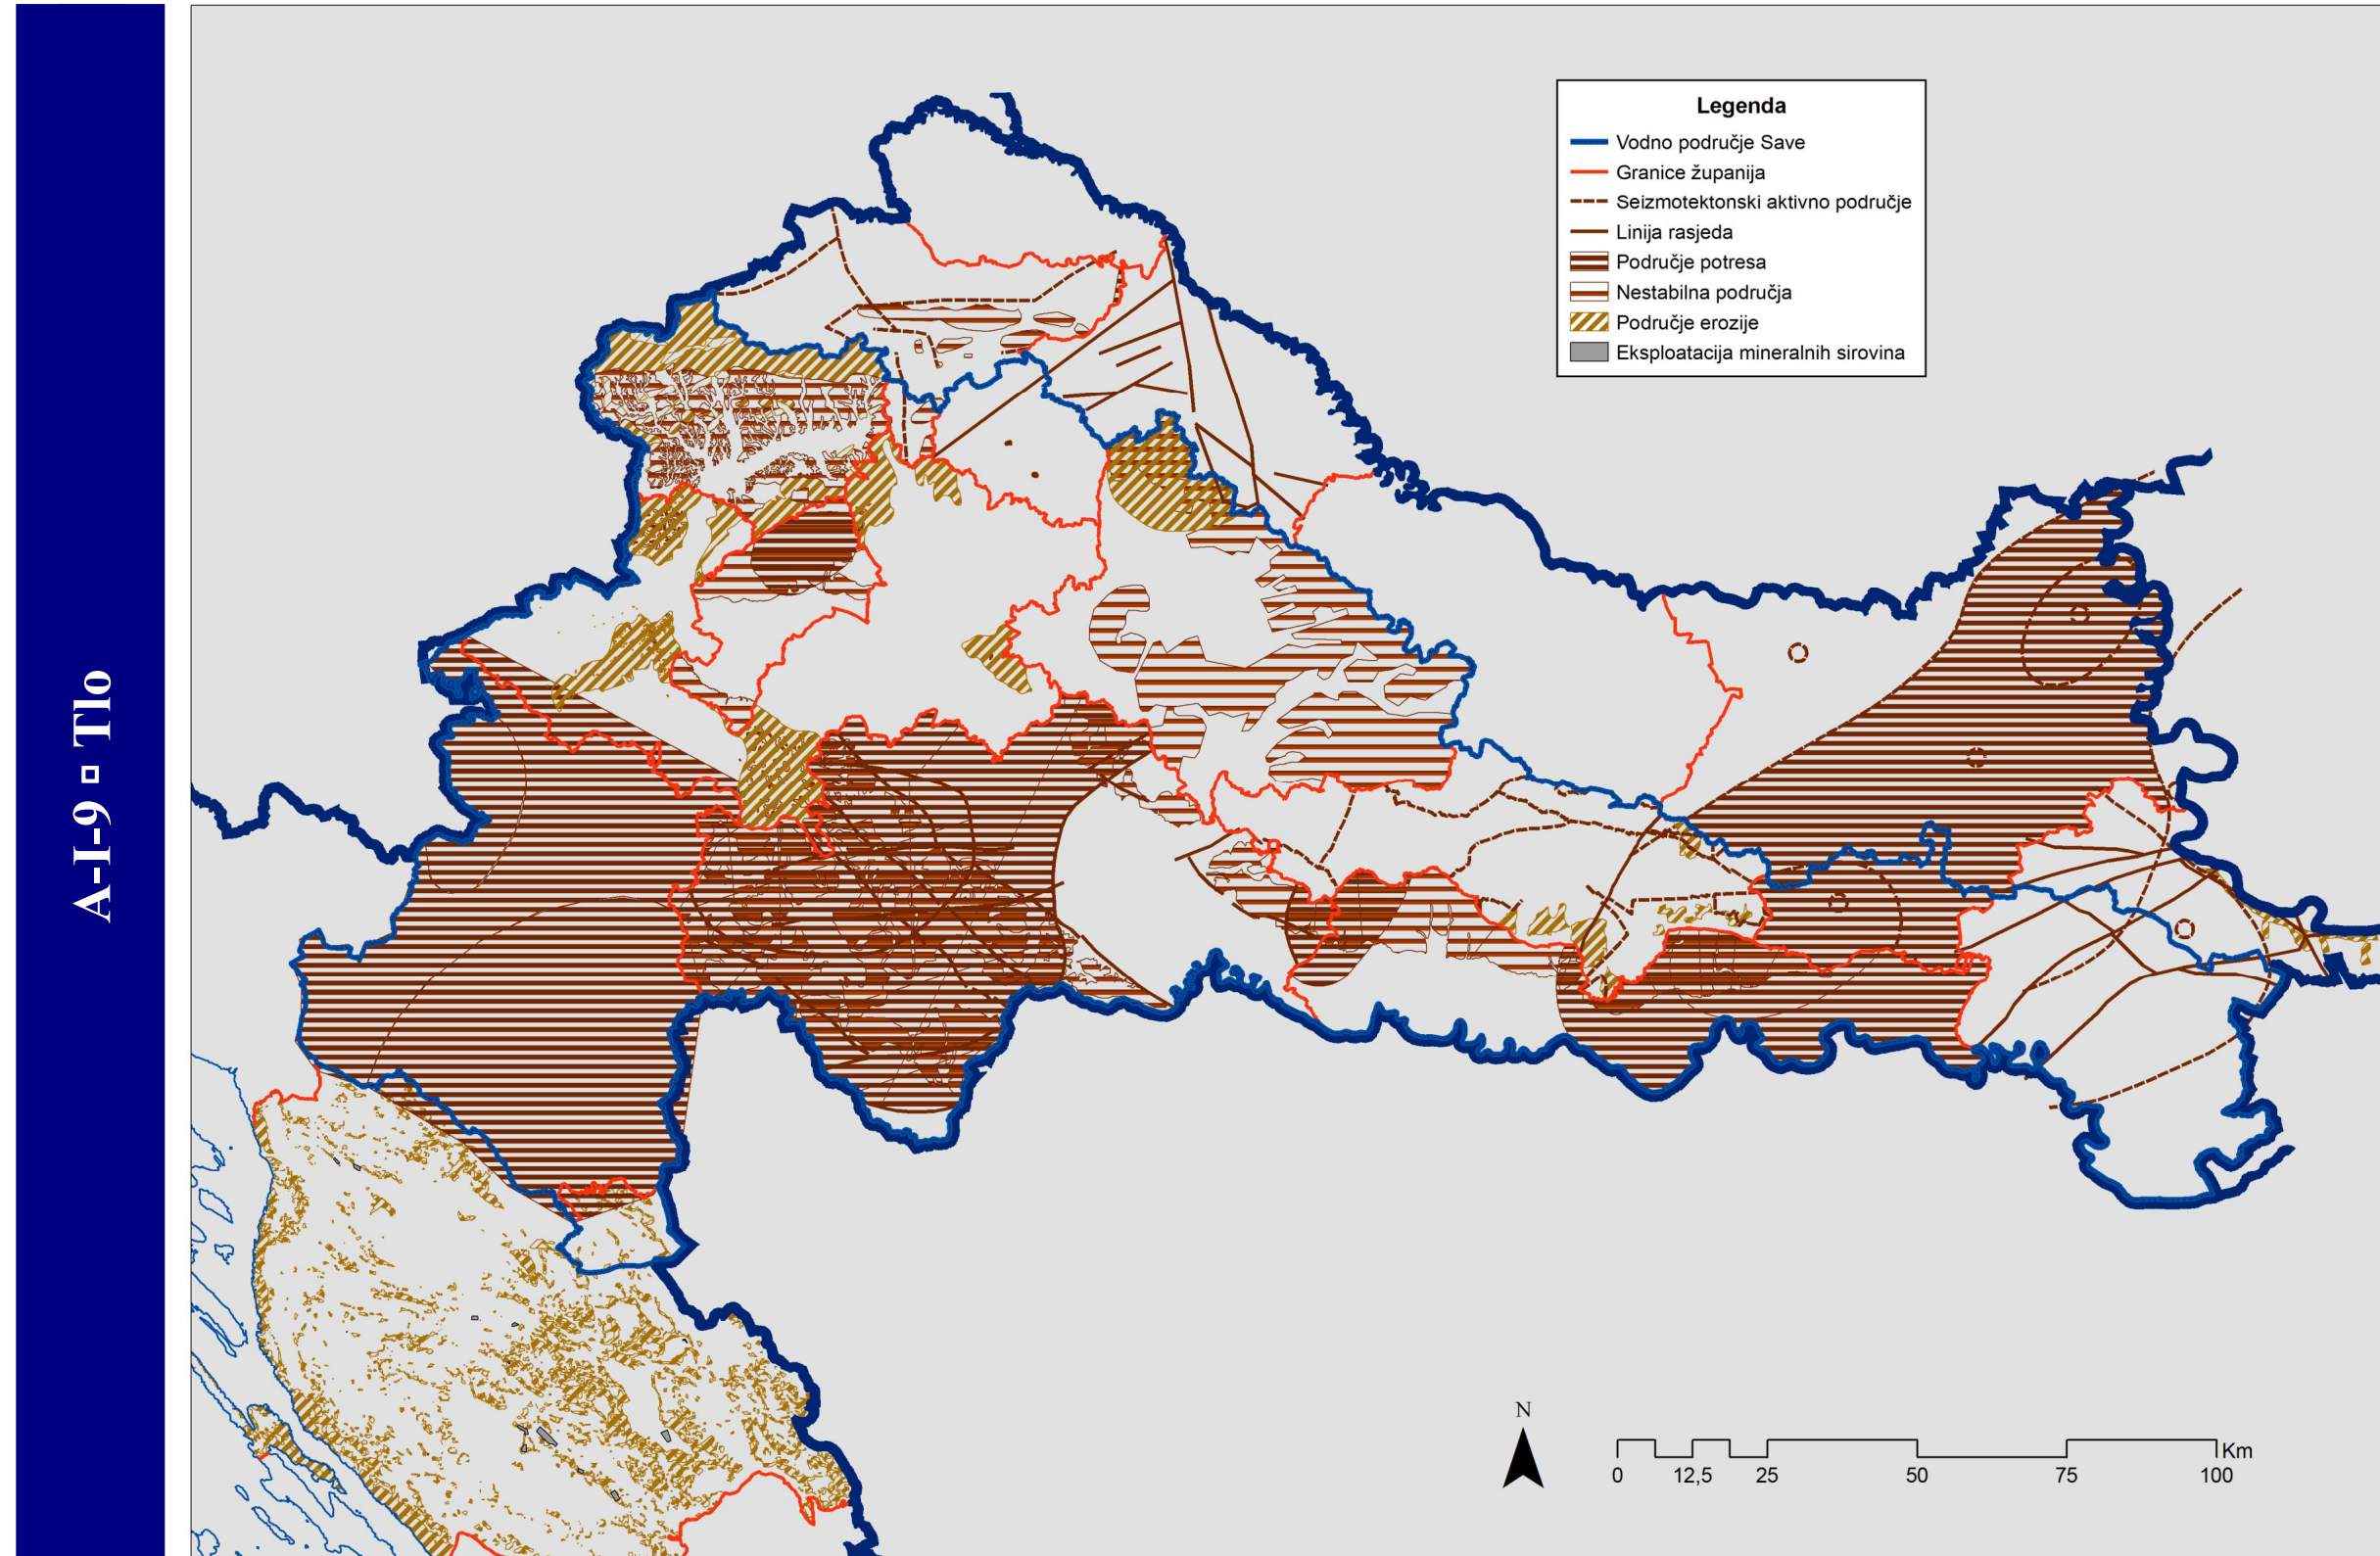 A-I-9 ▫ Tlo
Legenda
Vodno područje Save
Granice županija
Seizmotektonski aktivno područje
Linija rasjeda
Područje potresa
Nestabilna područja
Područje erozije
Eksploatacija mineralnih sirovina
N
Km
0 12,5 25 50 75 100